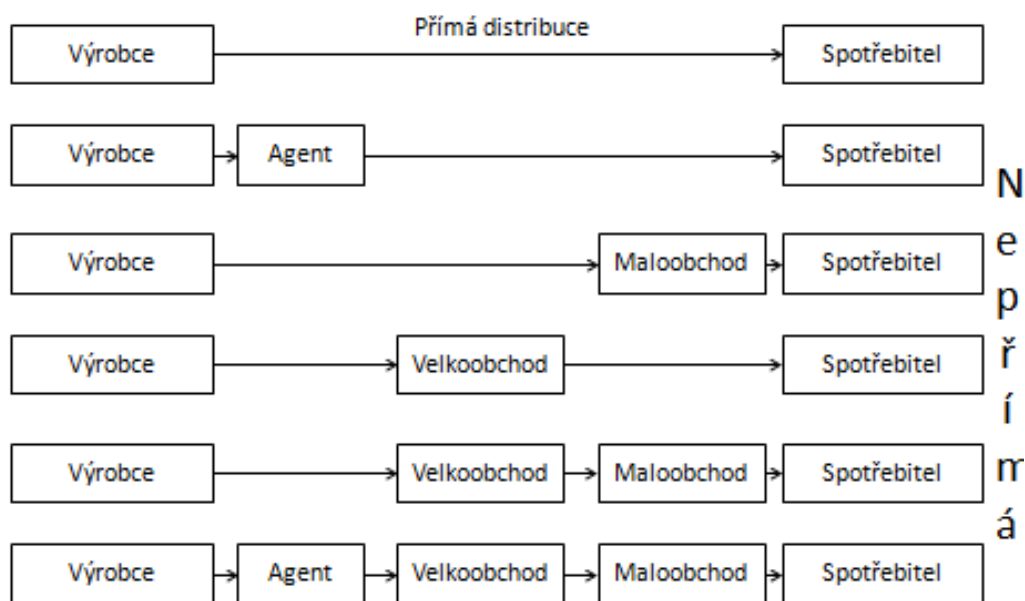 Přímá distribuce
Výrobce Spotřebitel
Výrobce Agent Spotřebitel
Výrobce Maloobchod Spotřebitel
Výrobce Velkoobchod Spotřebitel
Výrobce Velkoobchod Maloobchod Spotřebitel
Výrobce Agent Velkoobchod Maloobchod Spotřebitel
N
e
p
ř
í
m
á